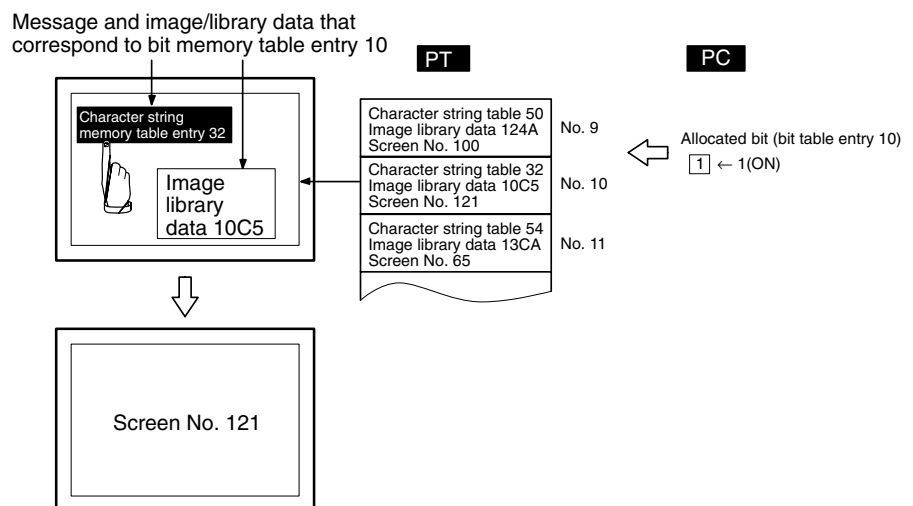 Message and image/library data that
correspond to bit memory table entry 10
PT
PC
Character string
memory table entry 32
Image
library
data 10C5
Character string table 50
Image library data 124A
Screen No. 100
No. 9
Character string table 32
Image library data 10C5
Screen No. 121
No. 10
Character string table 54
Image library data 13CA
Screen No. 65
No. 11
Allocated bit (bit table entry 10)
1 ← 1(ON)
Screen No. 121